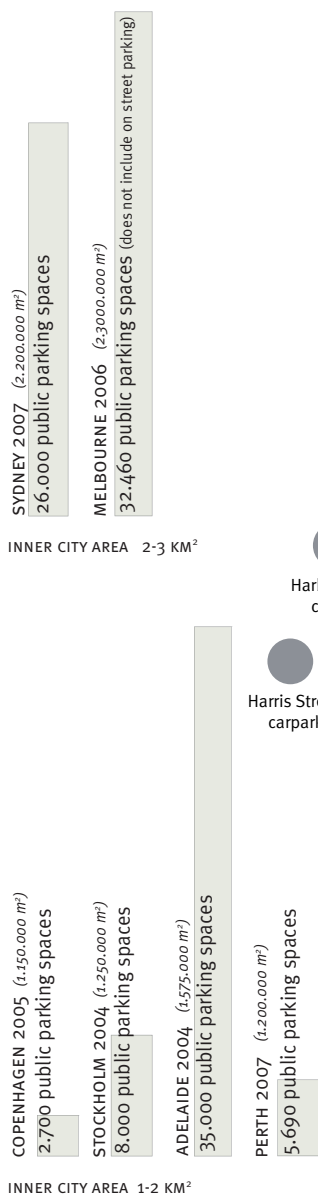 SYDNEY 2007 (2.200.000 m²)
26.000 public parking spaces
MELBOURNE 2006 (2.3000.000 m²)
32.460 public parking spaces (does not include on street parking)
INNER CITY AREA 2-3 KM²
Harris Stre
carpark
COPENHAGEN 2005 (1.150.000 m²)
2.700 public parking spaces
STOCKHOLM 2004 (1.250.000 m²)
8.000 public parking spaces
ADELAIDE 2004 (1.575.000 m²)
35.000 public parking spaces
PERTH 2007 (1.200.000 m²)
5.690 public parking spaces
INNER CITY AREA 1-2 KM²